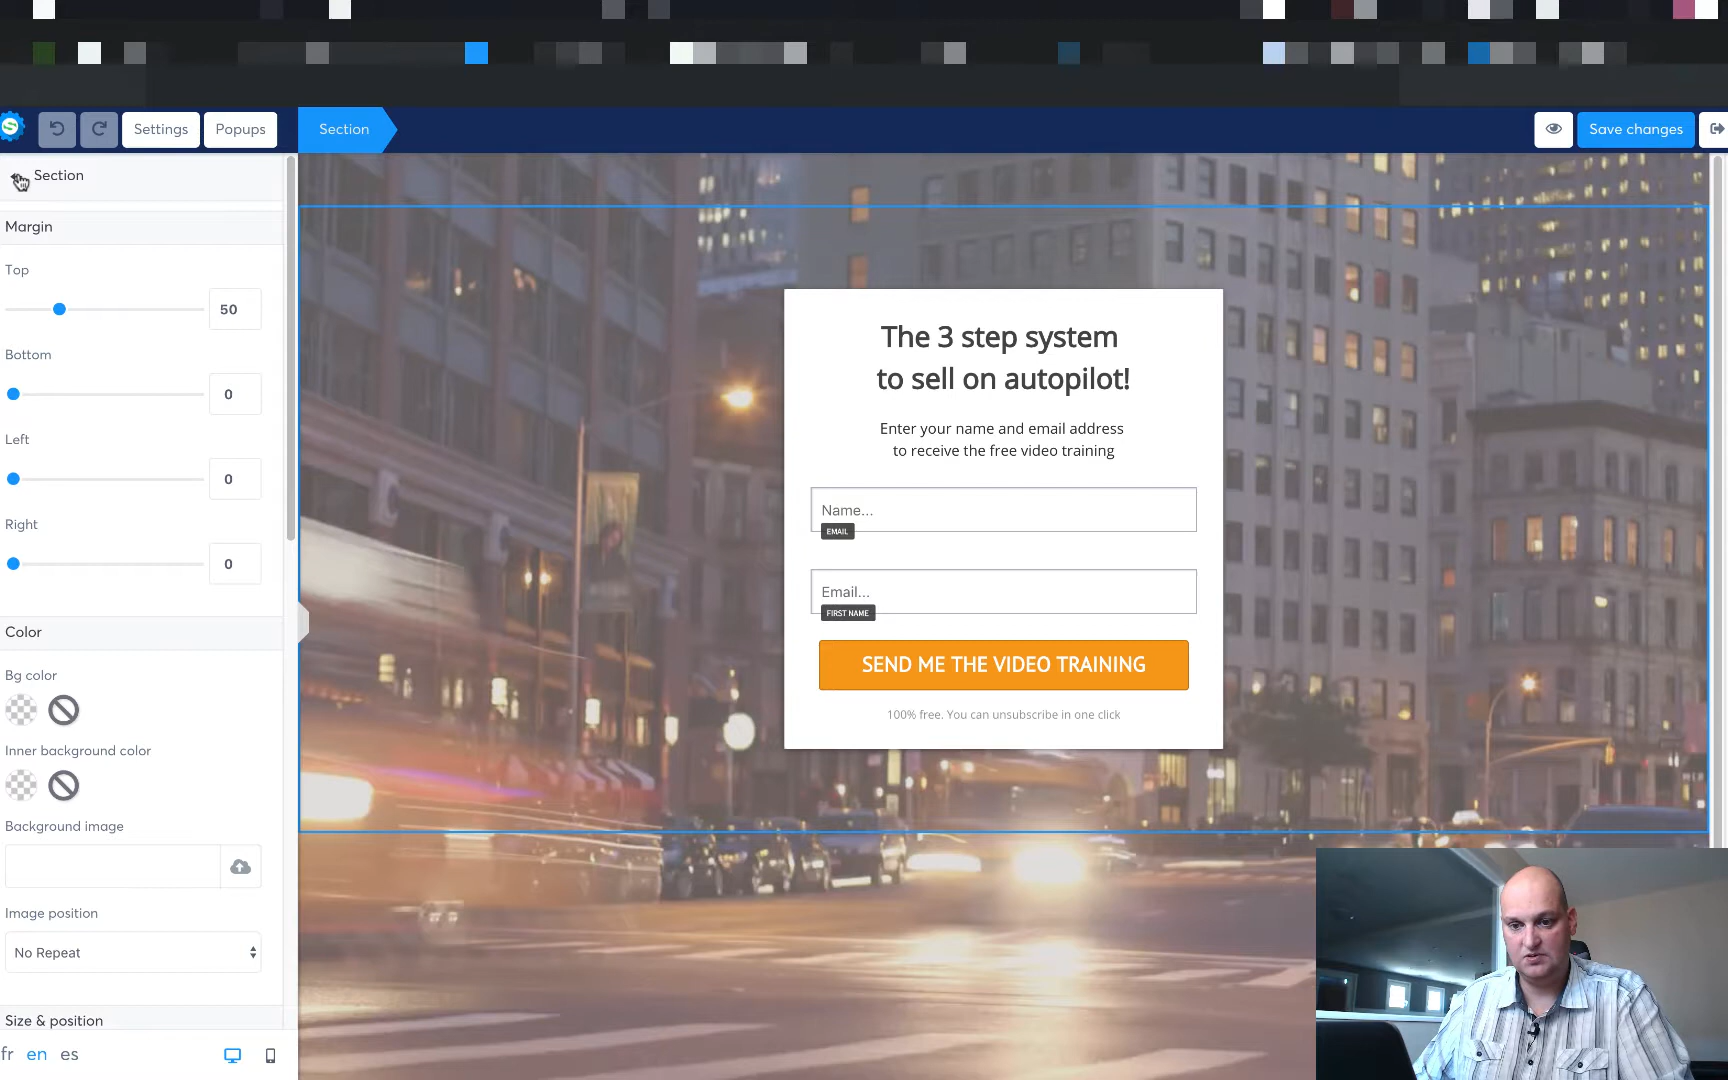 Settings
Popups
Section
Save changes
Section
Margin
Top
50
Bottom
0
Left
0
Right
0
Color
Bg color
Inner background color
Background image
Image position
No Repeat
Size & position
fr en es
The 3 step system
to sell on autopilot!
Enter your name and email address
to receive the free video training
Name...
EMAIL
Email...
FIRST NAME
SEND ME THE VIDEO TRAINING
100% free. You can unsubscribe in one click